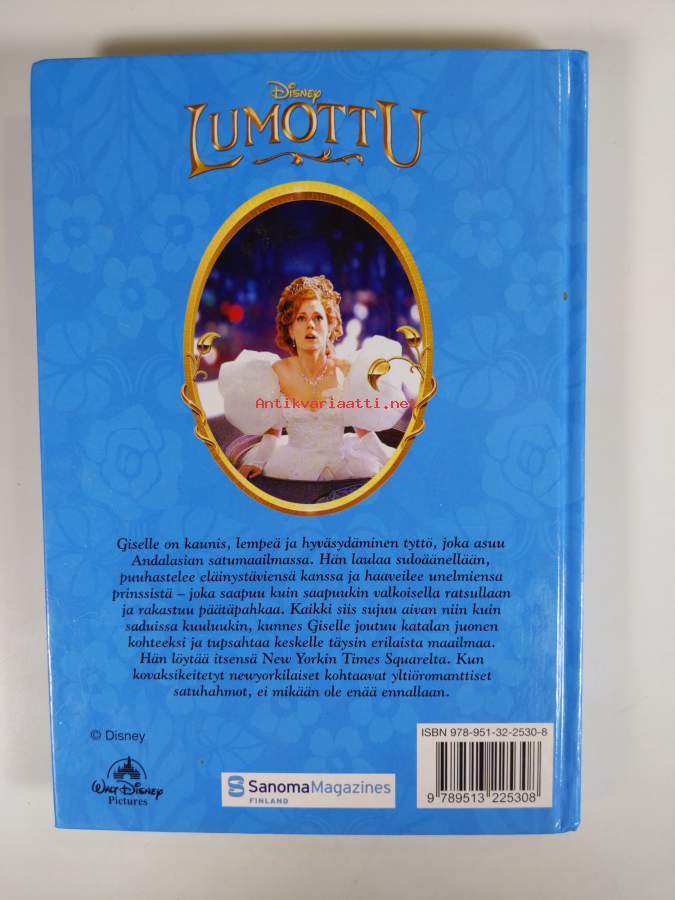 Disney
LUMOTTU
Antikvariaatti.net
Giselle on kaunis, lempeä ja hyväsydäminen tyttö, joka asuu
Andalasian satumaailmassa. Hän laulaa suloäänellään,
puuhastelee eläinystäviensä kanssa ja haaveilee unelmiensa
prinssistä – joka saapuu kuin saapuukin valkoisella ratsullaan
ja rakastuu päätäpahkaa. Kaikki siis sujuu aivan niin kuin
saduissa kuuluukin, kunnes Giselle joutuu katalan juonen
kohteeksi ja tupsahtaa keskelle täysin erilaista maailmaa.
Hän löytää itsensä New Yorkin Times Squarelta. Kun
kovaksikeitetyt newyorkilaiset kohtaavat yltiöromanttiset
satuhahmot, ei mikään ole enää ennallaan.
© Disney
WALT DISNEY
Pictures
SanomaMagazines
FINLAND
ISBN 978-951-32-2530-8
9 789513 225308